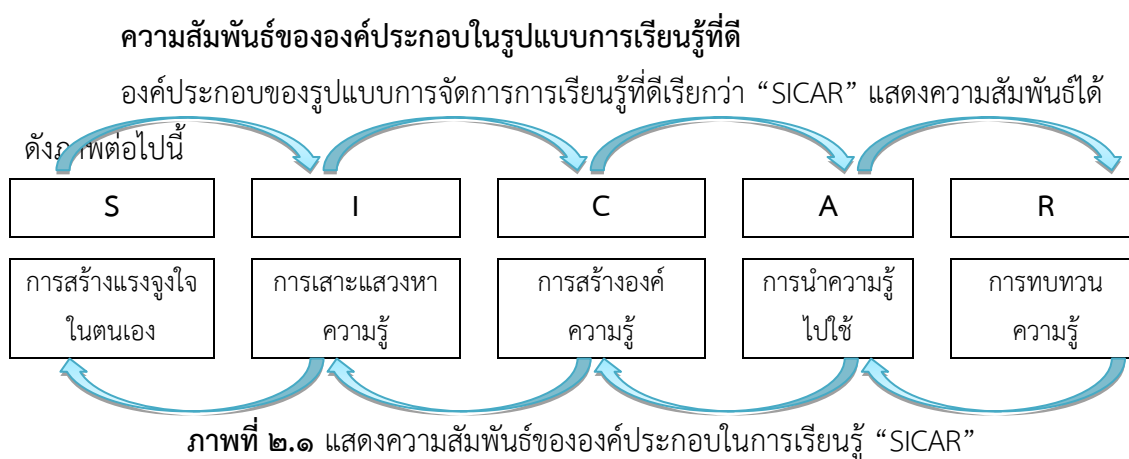 ความสัมพันธ์ขององค์ประกอบในรูปแบบการเรียนรู้ที่ดี
องค์ประกอบของรูปแบบการจัดการการเรียนรู้ที่ดีเรียกว่า “SICAR” แสดงความสัมพันธ์ได้
ดังภาพต่อไปนี้
S
I
C
A
R
การสร้างแรงจูงใจ
ในตนเอง
การเสาะแสวงหา
ความรู้
การสร้างองค์
ความรู้
การนำความรู้
ไปใช้
การทบทวน
ความรู้
ภาพที่ ๒.๑ แสดงความสัมพันธ์ขององค์ประกอบในการเรียนรู้ “SICAR”